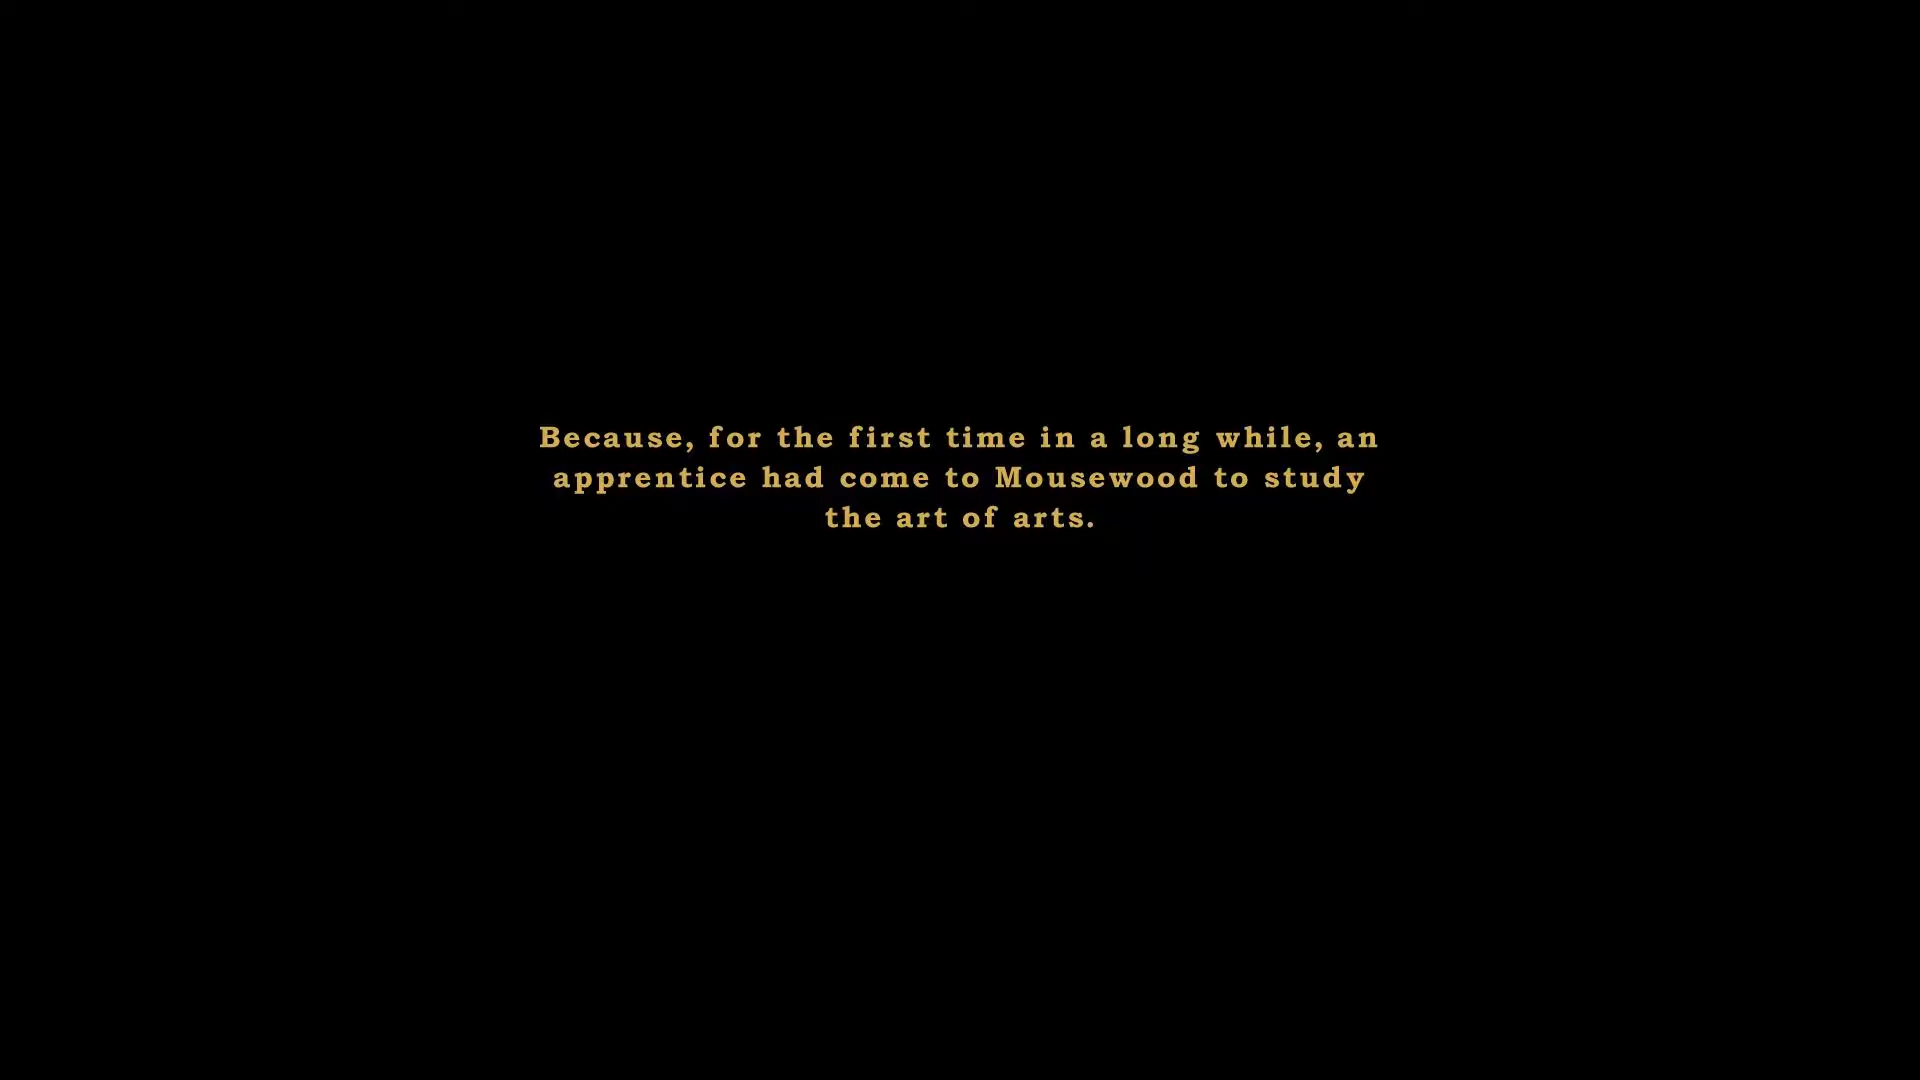 Because, for the first time in a long while, an
apprentice had come to Mousewood to study
the art of arts.